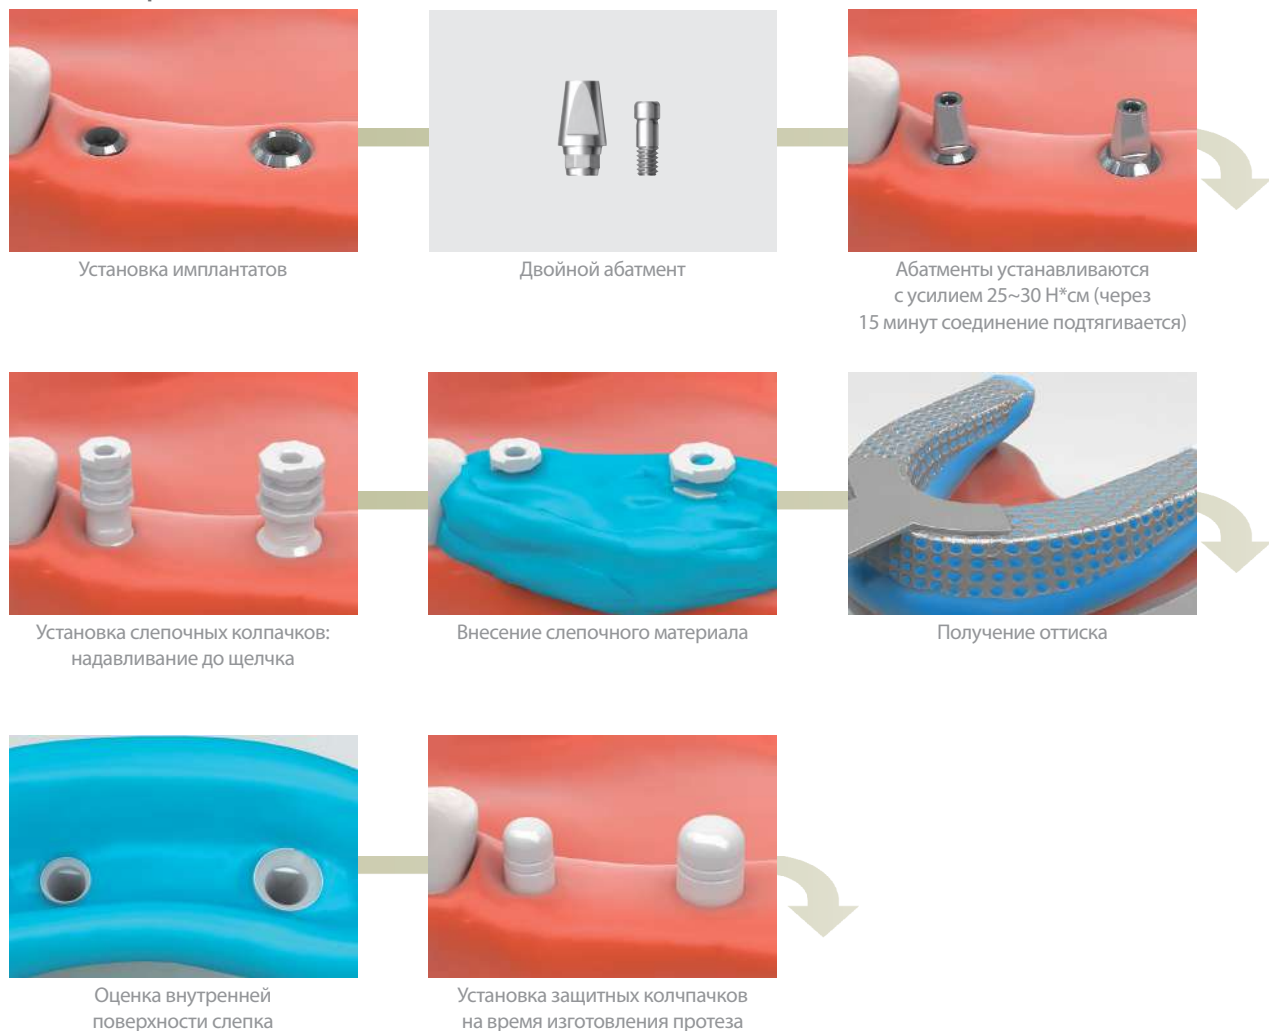 Установка имплантатов
Двойной абатмент
Абатменты устанавливаются
с усилием 25~30 Н*см (через
15 минут соединение подтягивается)
Установка слепочных колпачков:
надавливание до щелчка
Внесение слепочного материала
Получение оттиска
Оценка внутренней
поверхности слепка
Установка защитных колчпачков
на время изготовления протеза